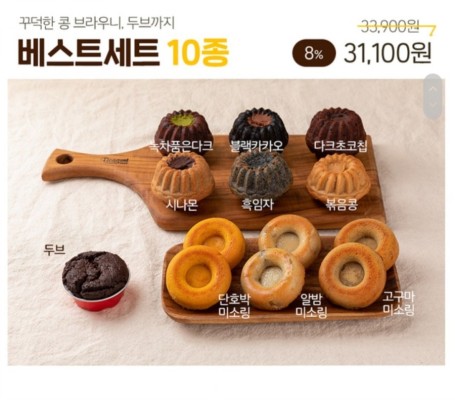 꾸덕한 콩 브라우니, 두브까지
베스트세트 10종
33,900원
8% 31,100원
녹차품은다크 블랙카카오 다크초코칩
시나몬 흑임자 볶음콩
두브
단호박
미소링
알밤
미소링
고구마
미소링